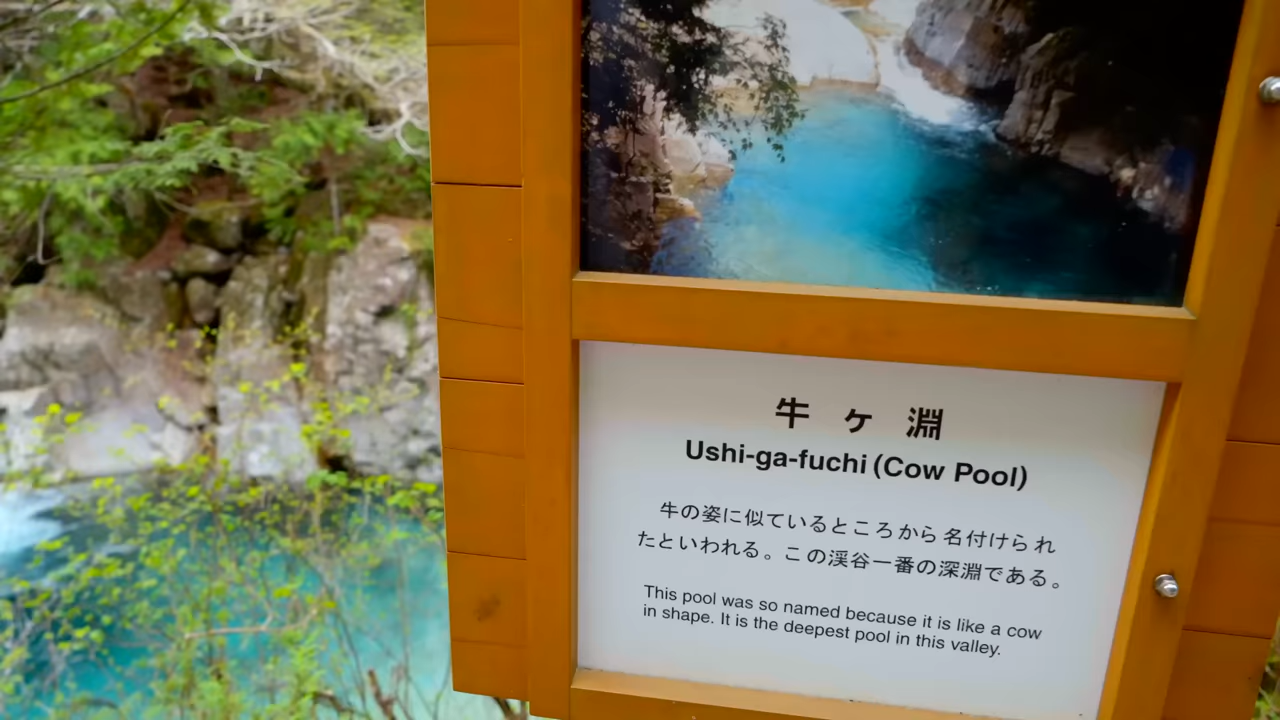 牛ヶ淵
Ushi-ga-fuchi (Cow Pool)
牛の姿に似ているところから名付けられ
たといわれる。この渓谷一番の深淵である。
This pool was so named because it is like a cow
in shape. It is the deepest pool in this valley.